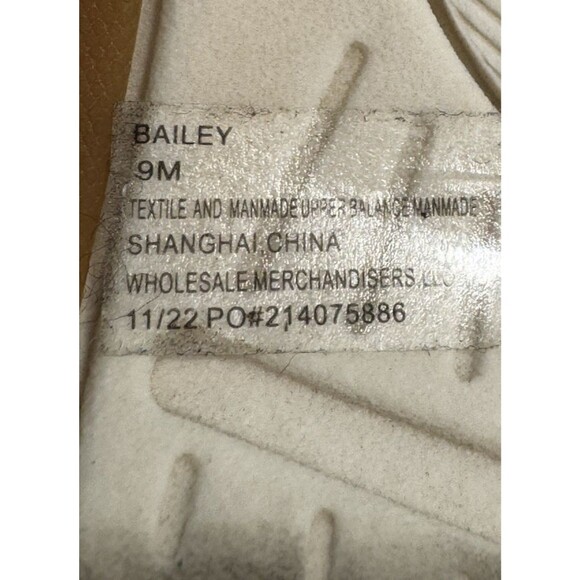 BAILEY
9M
TEXTILE AND MANMADE UPPER BALANCE MANMADE
SHANGHAI,CHINA
WHOLESALE MERCHANDISERS LLC
11/22 PO#214075886